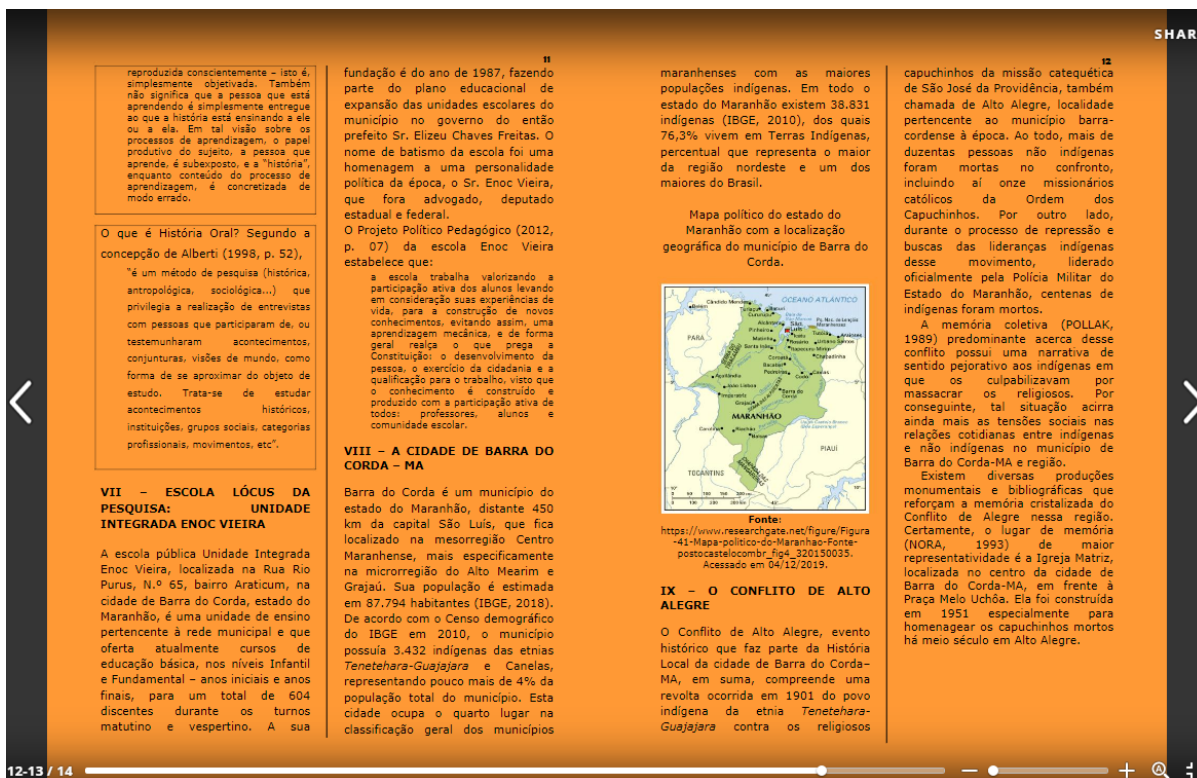 SHAR
11
reproduzida conscientemente – isto é,
simplesmente objetivada. Também
não significa que a pessoa que está
aprendendo é simplesmente entregue
ao que a história está ensinando a ele
ou a ela. Em tal visão sobre os
processos de aprendizagem, o papel
produtivo do sujeito, a pessoa que
aprende, é subexposto, e a “história”,
enquanto conteúdo do processo de
aprendizagem, é concretizada de
modo errado.
O que é História Oral? Segundo a
concepção de Alberti (1998, p. 52),
“é um método de pesquisa (histórica,
antropológica, sociológica...) que
privilegia a realização de entrevistas
com pessoas que participaram de, ou
testemunharam acontecimentos,
conjunturas, visões de mundo, como
forma de se aproximar do objeto de
estudo. Trata-se de estudar
acontecimentos históricos,
instituições, grupos sociais, categorias
profissionais, movimentos, etc”.
VII – ESCOLA LÓCUS DA
PESQUISA: UNIDADE
INTEGRADA ENOC VIEIRA
A escola pública Unidade Integrada
Enoc Vieira, localizada na Rua Rio
Purus, N.º 65, bairro Araticum, na
cidade de Barra do Corda, estado do
Maranhão, é uma unidade de ensino
pertencente à rede municipal e que
oferta atualmente cursos de
educação básica, nos níveis Infantil
e Fundamental – anos iniciais e anos
finais, para um total de 604
discentes durante os turnos
matutino e vespertino. A sua
fundação é do ano de 1987, fazendo
parte do plano educacional de
expansão das unidades escolares do
município no governo do então
prefeito Sr. Elizeu Chaves Freitas. O
nome de batismo da escola foi uma
homenagem a uma personalidade
política da época, o Sr. Enoc Vieira,
que fora advogado, deputado
estadual e federal.
O Projeto Político Pedagógico (2012,
p. 07) da escola Enoc Vieira
estabelece que:
a escola trabalha valorizando a
participação ativa dos alunos levando
em consideração suas experiências de
vida, para a construção de novos
conhecimentos, evitando assim, uma
aprendizagem mecânica, e de forma
geral realça o que prega a
Constituição: o desenvolvimento da
pessoa, o exercício da cidadania e a
qualificação para o trabalho, visto que
o conhecimento é construído e
produzido com a participação ativa de
todos: professores, alunos e
comunidade escolar.
VIII – A CIDADE DE BARRA DO
CORDA – MA
Barra do Corda é um município do
estado do Maranhão, distante 450
km da capital São Luís, que fica
localizado na mesorregião Centro
Maranhense, mais especificamente
na microrregião do Alto Mearim e
Grajaú. Sua população é estimada
em 87.794 habitantes (IBGE, 2018).
De acordo com o Censo demográfico
do IBGE em 2010, o município
possuía 3.432 indígenas das etnias
Tenetehara-Guajajara e Canelas,
representando pouco mais de 4% da
população total do município. Esta
cidade ocupa o quarto lugar na
classificação geral dos municípios
12
maranhenses com as maiores
populações indígenas. Em todo o
estado do Maranhão existem 38.831
indígenas (IBGE, 2010), dos quais
76,3% vivem em Terras Indígenas,
percentual que representa o maior
da região nordeste e um dos
maiores do Brasil.
Mapa político do estado do
Maranhão com a localização
geográfica do município de Barra do
Corda.
OCEANO ATLÂNTICO
Cândido Mendes
Belém
Alcântara
Pinheiro
São Luís
Rosário
Santa Inês
Chapadinha
PARÁ
Bacabal
Pedreiras
Codó
Caxias
Açailândia
João Lisboa
Imperatriz
Grajaú
Barra do Corda
MARANHÃO
Carolina
Riachão
Balsas
PIAUÍ
TOCANTINS
Fonte:
https://www.researchgate.net/figure/Figura
-41-Mapa-politico-do-Maranhao-Fonte-
postocastelocombr_fig4_320150035.
Acessado em 04/12/2019.
IX – O CONFLITO DE ALTO
ALEGRE
O Conflito de Alto Alegre, evento
histórico que faz parte da História
Local da cidade de Barra do Corda–
MA, em suma, compreende uma
revolta ocorrida em 1901 do povo
indígena da etnia Tenetehara-
Guajajara contra os religiosos
capuchinhos da missão catequética
de São José da Providência, também
chamada de Alto Alegre, localidade
pertencente ao município barra-
cordense à época. Ao todo, mais de
duzentas pessoas não indígenas
foram mortas no confronto,
incluindo aí onze missionários
católicos da Ordem dos
Capuchinhos. Por outro lado,
durante o processo de repressão e
buscas das lideranças indígenas
desse movimento, liderado
oficialmente pela Polícia Militar do
Estado do Maranhão, centenas de
indígenas foram mortos.
A memória coletiva (POLLAK,
1989) predominante acerca desse
conflito possui uma narrativa de
sentido pejorativo aos indígenas em
que os culpabilizavam por
massacrar os religiosos. Por
conseguinte, tal situação acirra
ainda mais as tensões sociais nas
relações cotidianas entre indígenas
e não indígenas no município de
Barra do Corda-MA e região.
Existem diversas produções
monumentais e bibliográficas que
reforçam a memória cristalizada do
Conflito de Alegre nessa região.
Certamente, o lugar de memória
(NORA, 1993) de maior
representatividade é a Igreja Matriz,
localizada no centro da cidade de
Barra do Corda-MA, em frente à
Praça Melo Uchôa. Ela foi construída
em 1951 especialmente para
homenagear os capuchinhos mortos
há meio século em Alto Alegre.
12-13 / 14